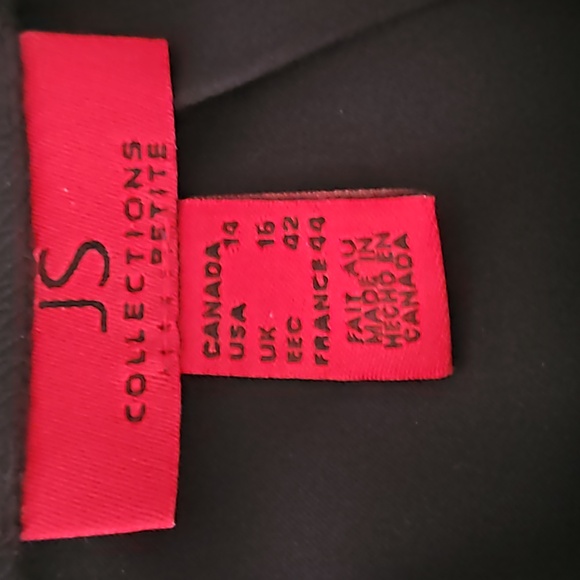 JS
COLLECTIONS
PETITE
CANADA
USA 14
UK 16
EEC 42
FRANCE 44
FAIT AU
MADE IN
HECHO EN
CANADA